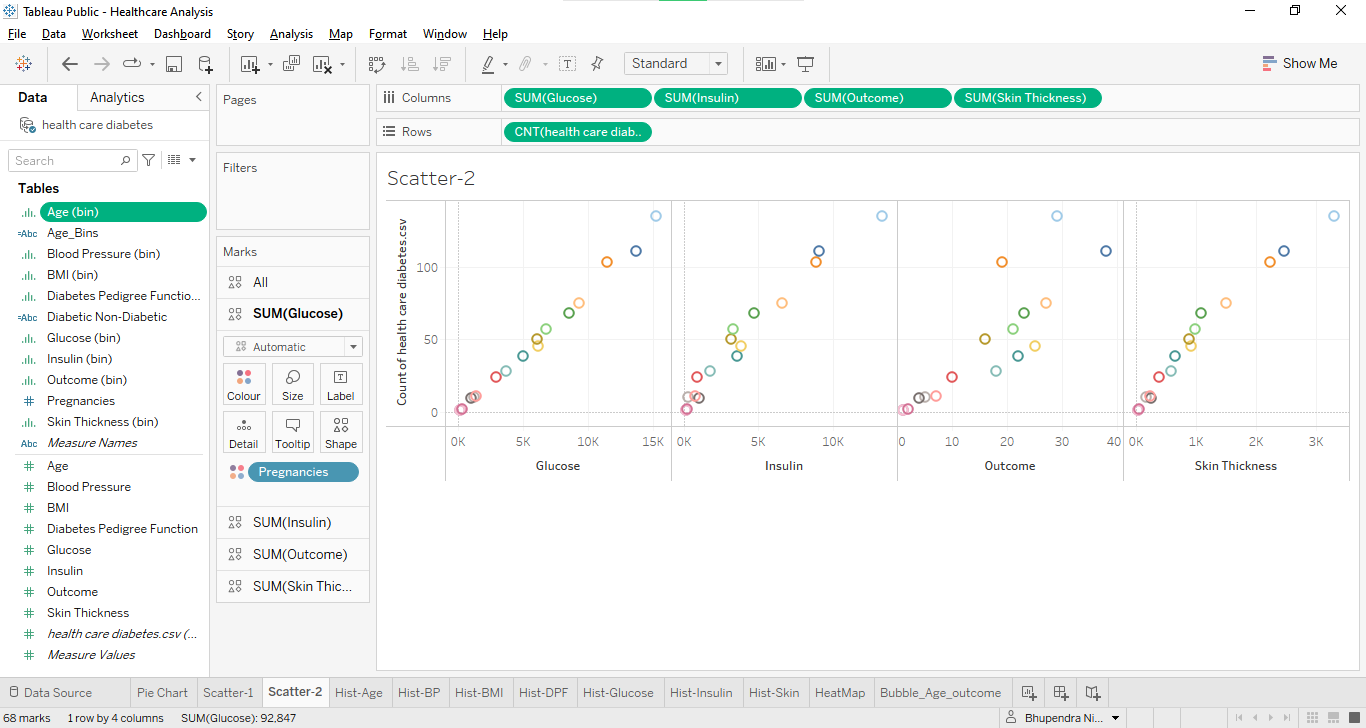 Tableau Public - Healthcare Analysis
File Data Worksheet Dashboard Story Analysis Map Format Window Help
Standard
Show Me
Data Analytics
health care diabetes
Search
Tables
Age (bin)
=Abc Age_Bins
Blood Pressure (bin)
BMI (bin)
Diabetes Pedigree Functio...
=Abc Diabetic Non-Diabetic
Glucose (bin)
Insulin (bin)
Outcome (bin)
# Pregnancies
Skin Thickness (bin)
Abc Measure Names
# Age
# Blood Pressure
# BMI
# Diabetes Pedigree Function
# Glucose
# Insulin
# Outcome
# Skin Thickness
# health care diabetes.csv (...
# Measure Values
Pages
Filters
Marks
All
SUM(Glucose)
Automatic
Colour Size Label
Detail Tooltip Shape
Pregnancies
SUM(Insulin)
SUM(Outcome)
SUM(Skin Thic...
Columns SUM(Glucose) SUM(Insulin) SUM(Outcome) SUM(Skin Thickness)
Rows CNT(health care diab..
Scatter-2
Count of health care diabetes.csv
100
50
0
0K 5K 10K 15K 0K 5K 10K 0 10 20 30 40 0K 1K 2K 3K
Glucose Insulin Outcome Skin Thickness
Data Source Pie Chart Scatter-1 Scatter-2 Hist-Age Hist-BP Hist-BMI Hist-DPF Hist-Glucose Hist-Insulin Hist-Skin HeatMap Bubble_Age_outcome
68 marks 1 row by 4 columns SUM(Glucose): 92,847 Bhupendra Ni...